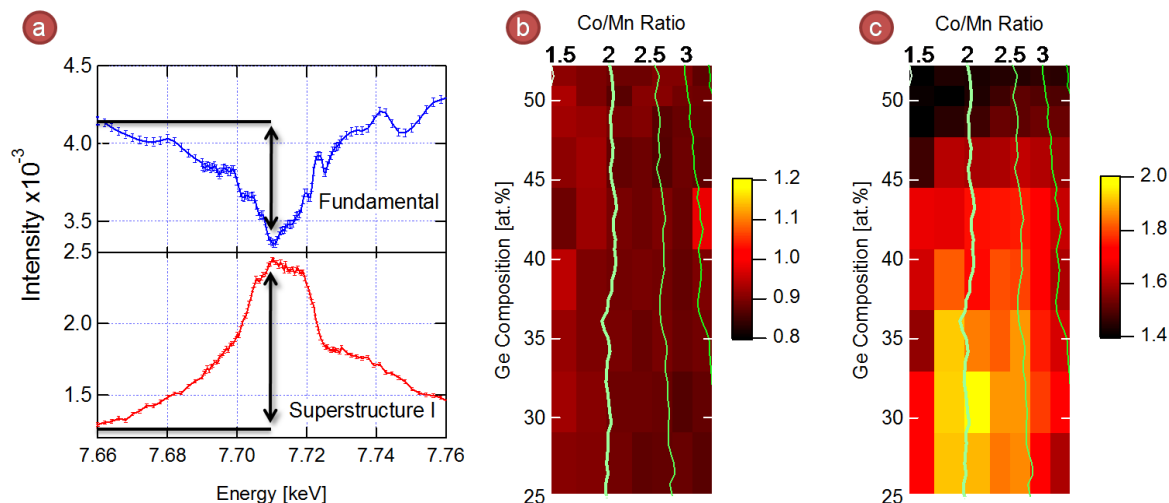 a
4.5
4.0
3.5
2.5
2.0
1.5
Intensity x10⁻³
Fundamental
Superstructure I
7.66 7.68 7.70 7.72 7.74 7.76
Energy [keV]
b
Co/Mn Ratio
1.5 2 2.5 3
50
45
40
35
30
25
Ge Composition [at.%]
1.2
1.1
1.0
0.9
0.8
c
Co/Mn Ratio
1.5 2 2.5 3
50
45
40
35
30
25
Ge Composition [at.%]
2.0
1.8
1.6
1.4